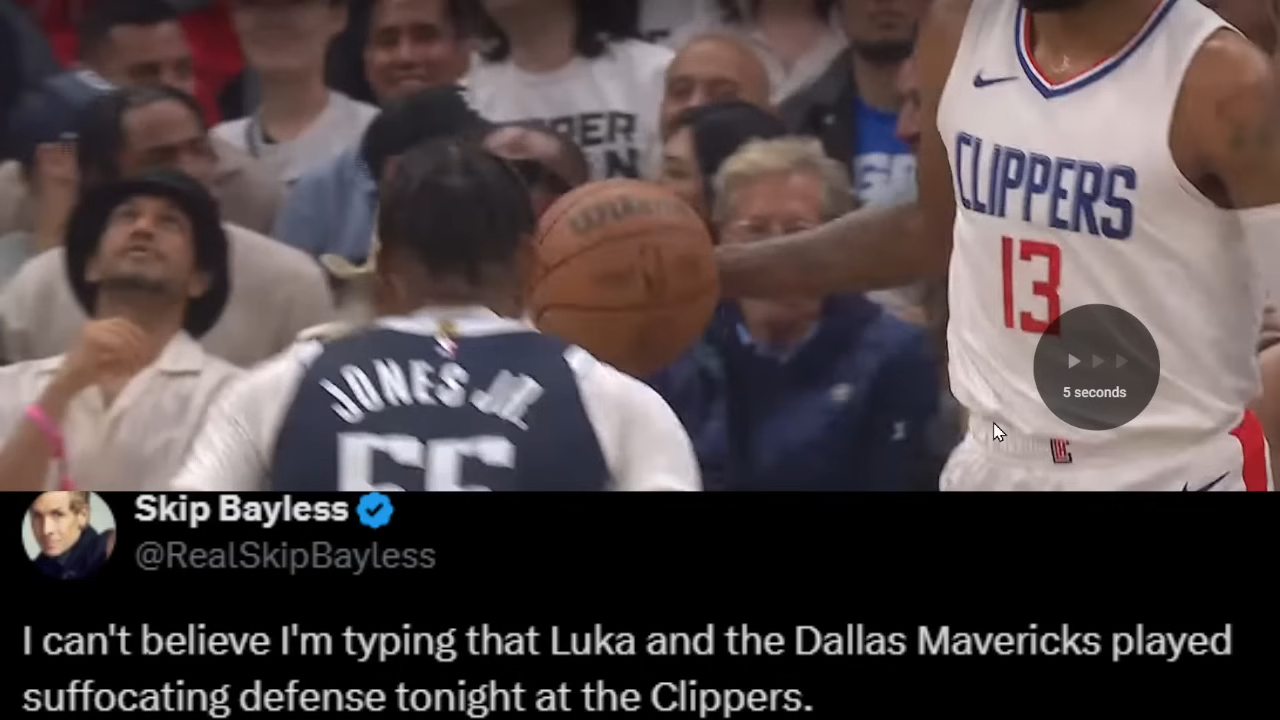 CLIPPERS
13
Wilson
JONES JR.
5 seconds
Skip Bayless
@RealSkipBayless
I can't believe I'm typing that Luka and the Dallas Mavericks played
suffocating defense tonight at the Clippers.